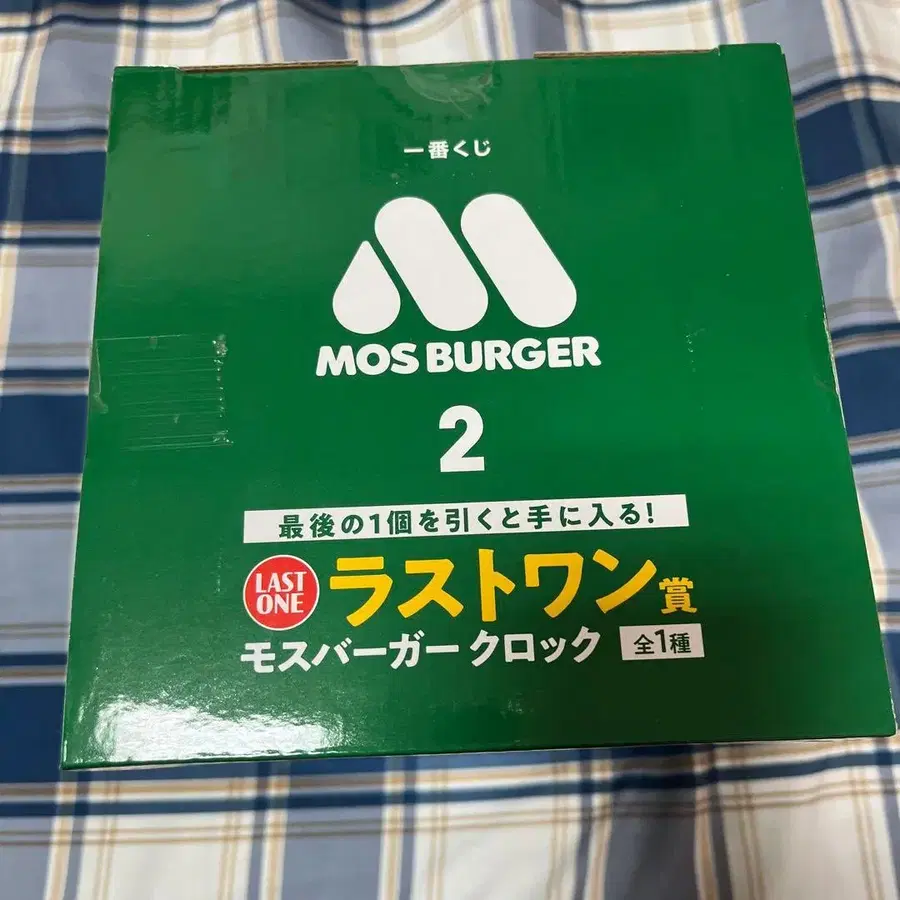 一番くじ
MOS BURGER
2
最後の1個を引くと手に入る!
LAST ONE ラストワン賞
モスバーガー クロック 全1種